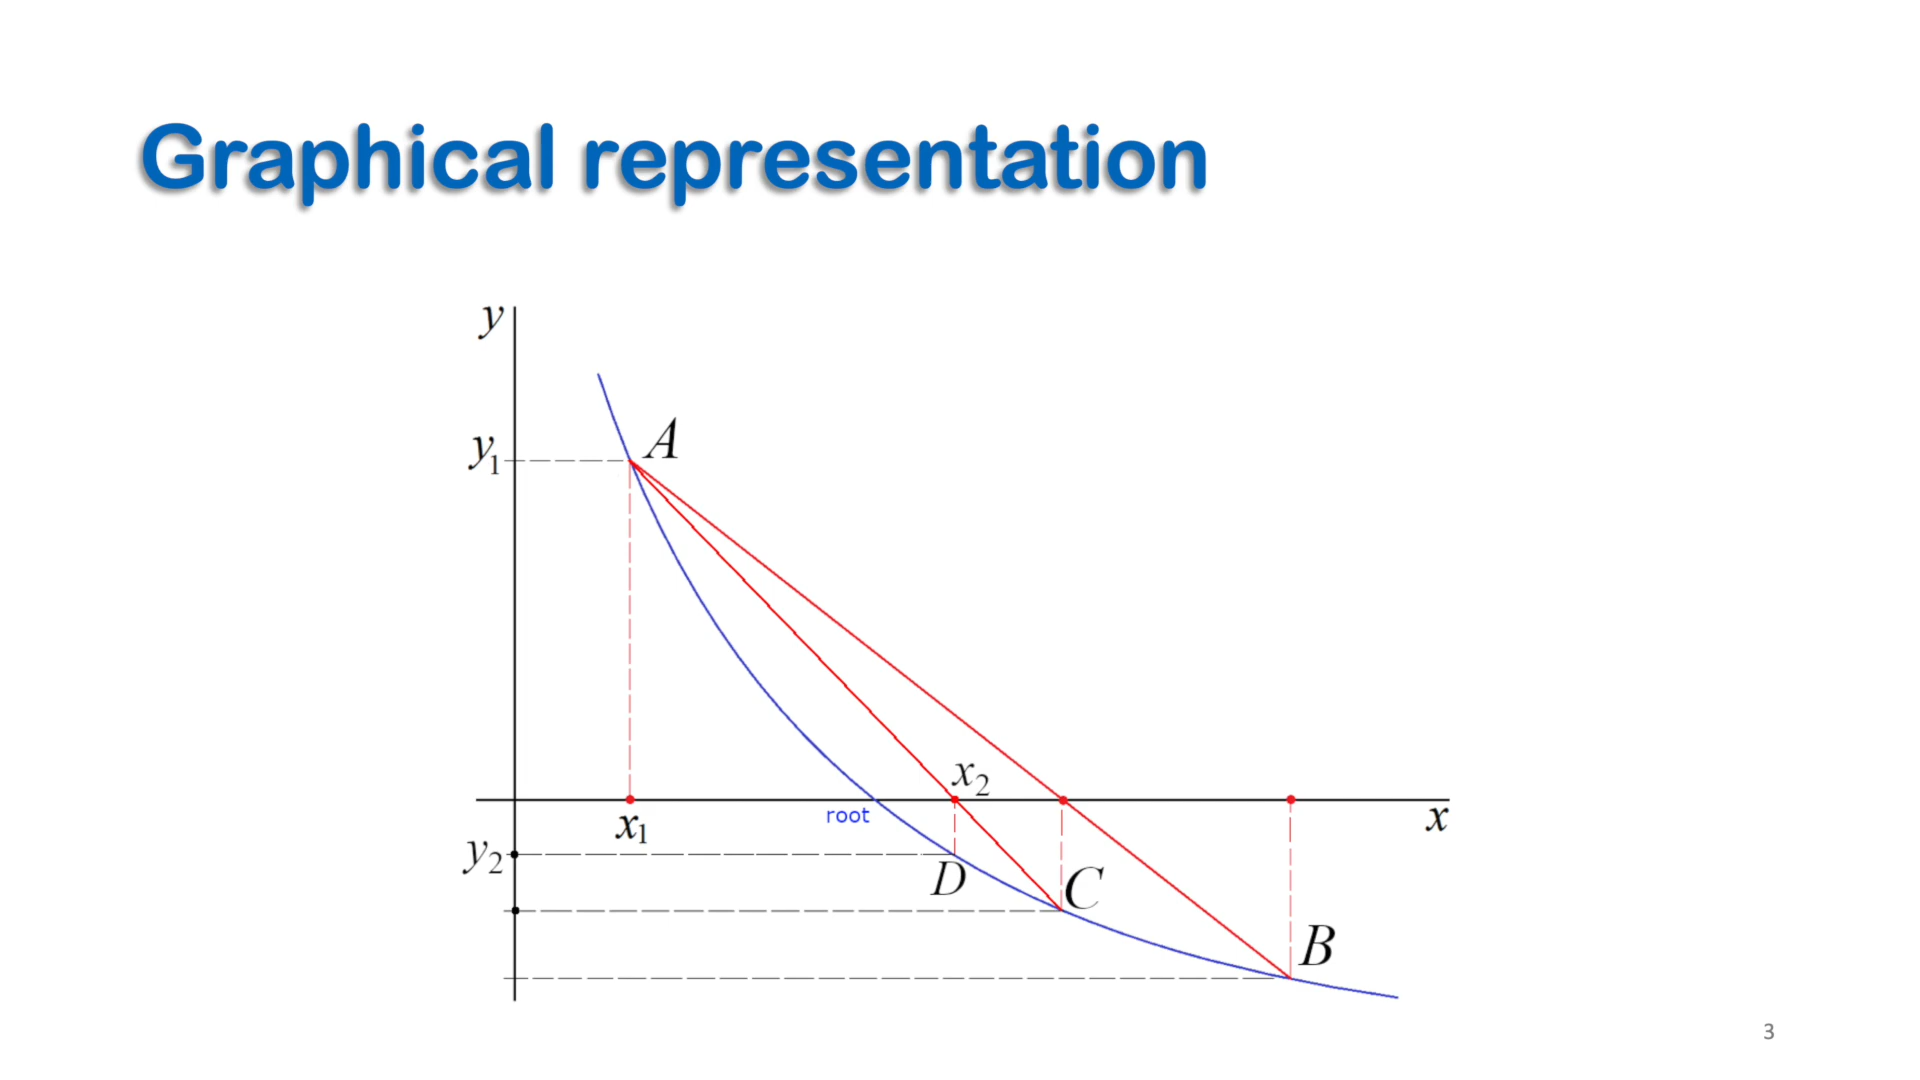 Graphical representation
y
A
y₁
x₂
root
x₁
x
y₂
D
C
B
3